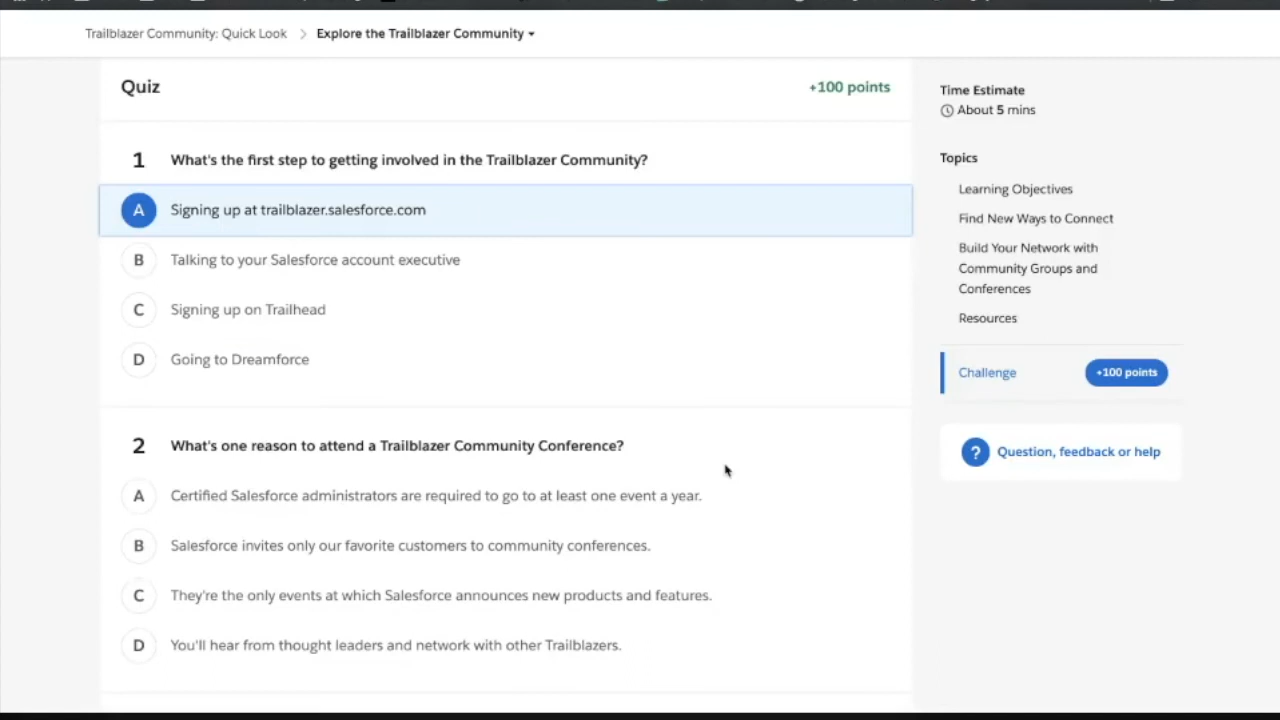 Trailblazer Community: Quick Look > Explore the Trailblazer Community
Quiz
+100 points
1 What's the first step to getting involved in the Trailblazer Community?
A Signing up at trailblazer.salesforce.com
B Talking to your Salesforce account executive
C Signing up on Trailhead
D Going to Dreamforce
2 What's one reason to attend a Trailblazer Community Conference?
A Certified Salesforce administrators are required to go to at least one event a year.
B Salesforce invites only our favorite customers to community conferences.
C They're the only events at which Salesforce announces new products and features.
D You'll hear from thought leaders and network with other Trailblazers.
Time Estimate
About 5 mins
Topics
Learning Objectives
Find New Ways to Connect
Build Your Network with
Community Groups and
Conferences
Resources
Challenge
+100 points
? Question, feedback or help